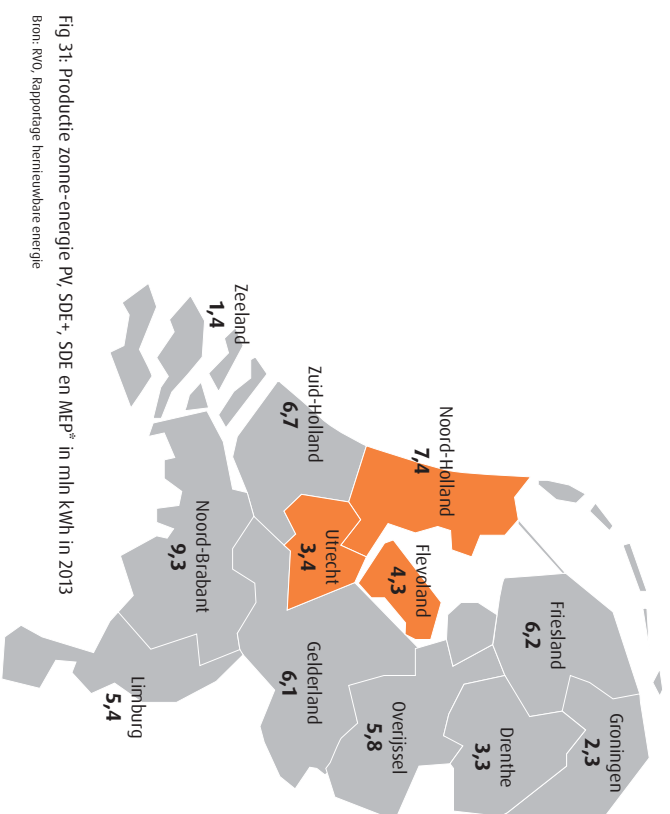 Fig 31: Productie zonne-energie PV, SDE+, SDE en MEP* in mln kWh in 2013
Bron: RVO, Rapportage hernieuwbare energie
Groningen
2,3
Friesland
6,2
Drenthe
3,3
Noord-Holland
7,4
Flevoland
4,3
Overijssel
5,8
Zuid-Holland
6,7
Utrecht
3,4
Gelderland
6,1
Zeeland
1,4
Noord-Brabant
9,3
Limburg
5,4